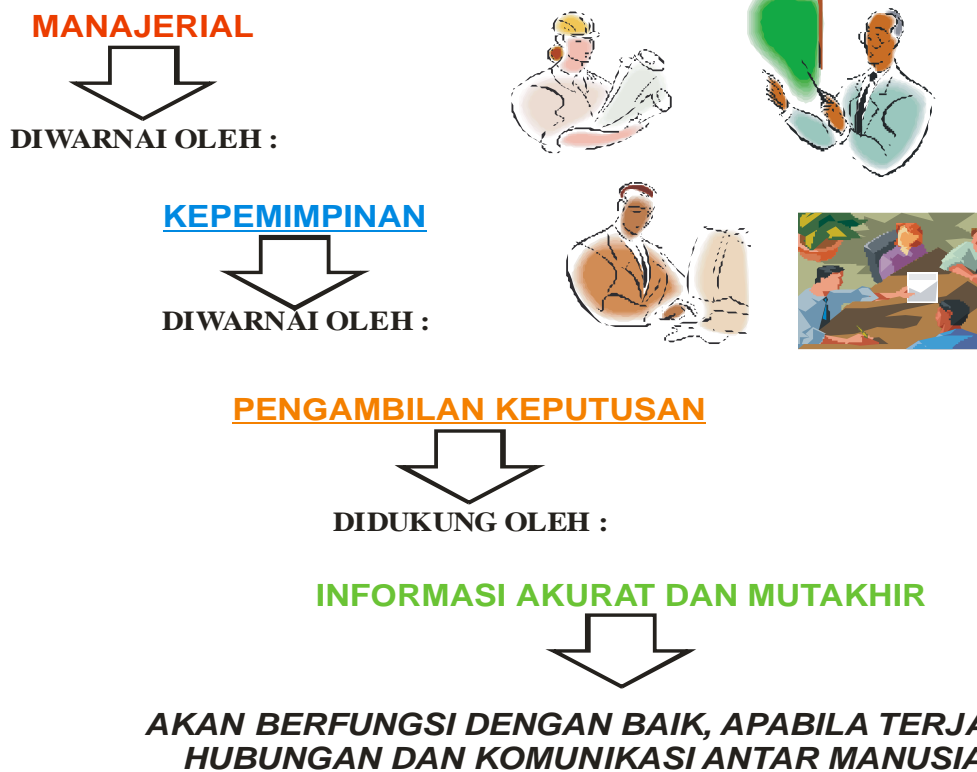 MANAJERIAL
DIWARNAI OLEH :
KEPEMIMPINAN
DIWARNAI OLEH :
PENGAMBILAN KEPUTUSAN
DIDUKUNG OLEH :
INFORMASI AKURAT DAN MUTAKHIR
AKAN BERFUNGSI DENGAN BAIK, APABILA
HUBUNGAN DAN KOMUNIKASI ANTAR MANUSIA